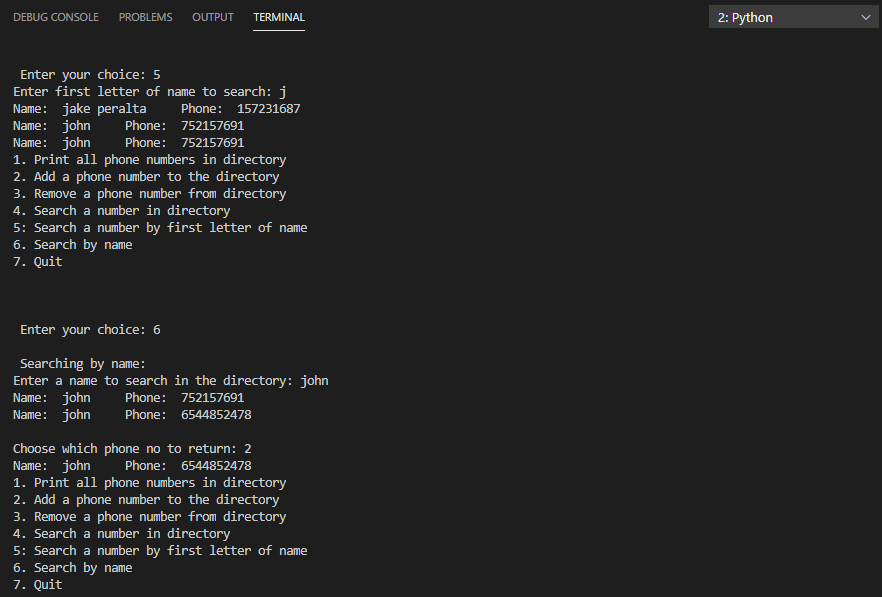 DEBUG CONSOLE PROBLEMS OUTPUT TERMINAL 2: Python
Enter your choice: 5
Enter first letter of name to search: j
Name:  jake peralta     Phone:  157231687
Name:  john     Phone:  752157691
Name:  john     Phone:  752157691
1. Print all phone numbers in directory
2. Add a phone number to the directory
3. Remove a phone number from directory
4. Search a number in directory
5: Search a number by first letter of name
6. Search by name
7. Quit
Enter your choice: 6
Searching by name:
Enter a name to search in the directory: john
Name:  john     Phone:  752157691
Name:  john     Phone:  6544852478
Choose which phone no to return: 2
Name:  john     Phone:  6544852478
1. Print all phone numbers in directory
2. Add a phone number to the directory
3. Remove a phone number from directory
4. Search a number in directory
5: Search a number by first letter of name
6. Search by name
7. Quit